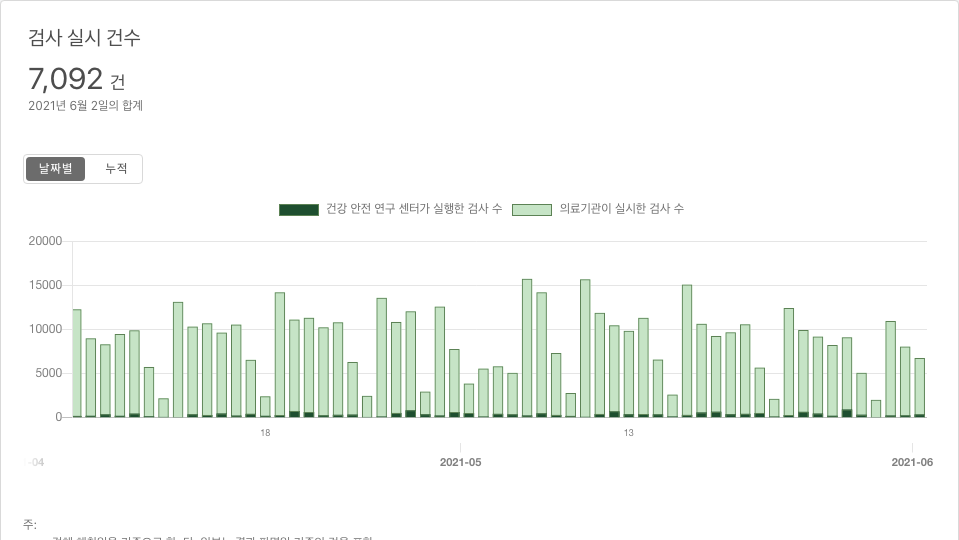 검사 실시 건수
7,092 건
2021년 6월 2일의 합계
날짜별 누적
건강 안전 연구 센터가 실행한 검사 수 의료기관이 실시한 검사 수
20000
15000
10000
5000
0
18 13
-04 2021-05 2021-06
주: